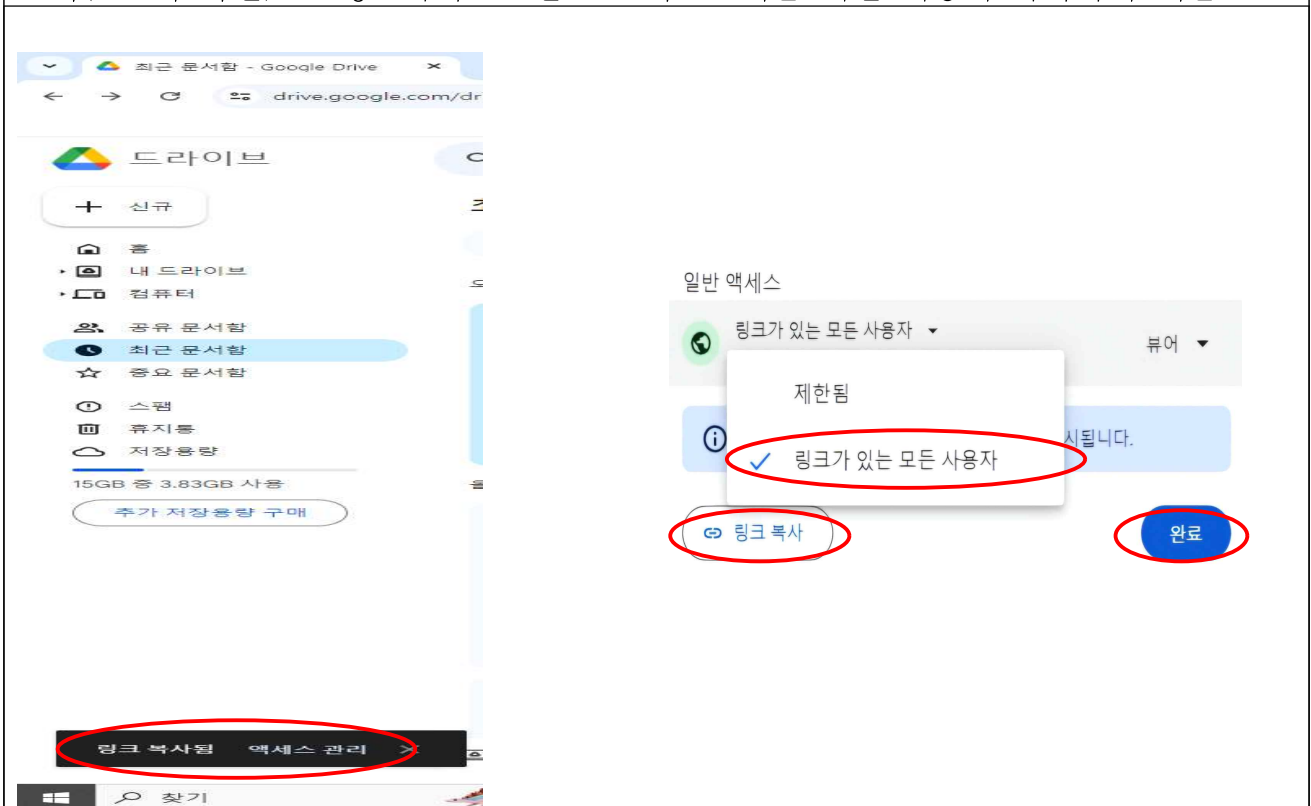 최근 문서함 - Google Drive
drive.google.com/dr
드라이브
신규
홈
내 드라이브
컴퓨터
공유 문서함
최근 문서함
중요 문서함
스팸
휴지통
저장용량
15GB 중 3.83GB 사용
추가 저장용량 구매
링크 복사됨 액세스 관리
찾기
일반 액세스
링크가 있는 모든 사용자
뷰어
제한됨
시됩니다.
링크가 있는 모든 사용자
링크 복사
완료